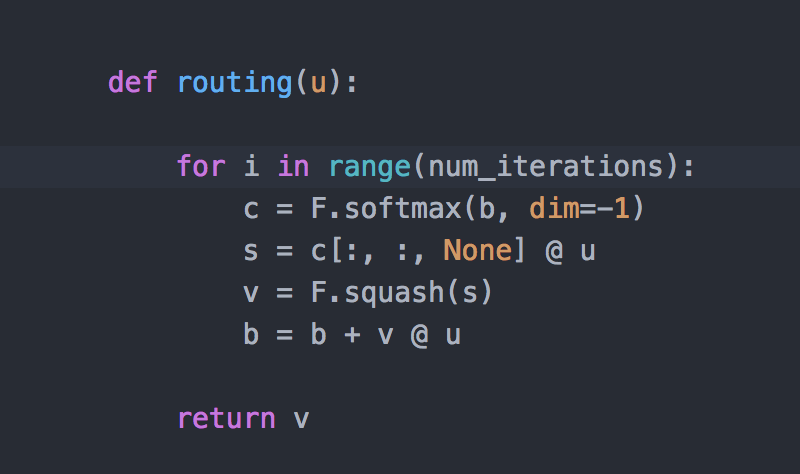 def routing(u):
for i in range(num_iterations):
c = F.softmax(b, dim=-1)
s = c[:, :, None] @ u
v = F.squash(s)
b = b + v @ u
return v